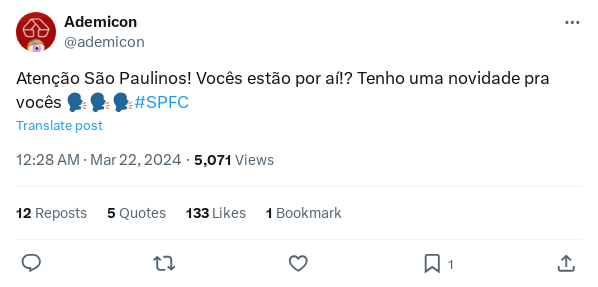 Ademicon
@ademicon
Atenção São Paulinos! Vocês estão por aí!? Tenho uma novidade pra
vocês 🗣️🗣️🗣️#SPFC
Translate post
12:28 AM · Mar 22, 2024 · 5,071 Views
12 Reposts 5 Quotes 133 Likes 1 Bookmark
1